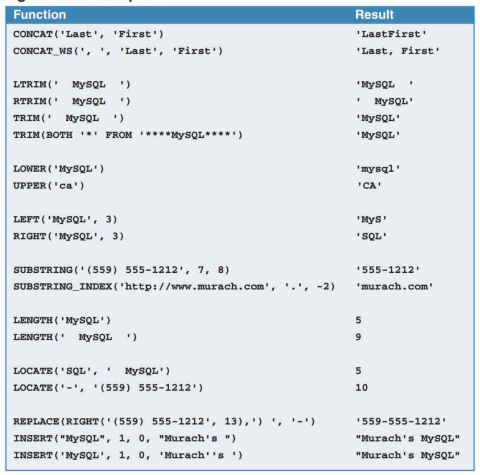 Function Result
CONCAT('Last', 'First') 'LastFirst'
CONCAT_WS(', ', 'Last', 'First') 'Last, First'
LTRIM('  MySQL  ') 'MySQL  '
RTRIM('  MySQL  ') '  MySQL'
TRIM('  MySQL  ') 'MySQL'
TRIM(BOTH '*' FROM '****MySQL****') 'MySQL'
LOWER('MySQL') 'mysql'
UPPER('ca') 'CA'
LEFT('MySQL', 3) 'MyS'
RIGHT('MySQL', 3) 'SQL'
SUBSTRING('(559) 555-1212', 7, 8) '555-1212'
SUBSTRING_INDEX('http://www.murach.com', '.', -2) 'murach.com'
LENGTH('MySQL') 5
LENGTH('  MySQL  ') 9
LOCATE('SQL', '  MySQL') 5
LOCATE('-', '(559) 555-1212') 10
REPLACE(RIGHT('(559) 555-1212', 13),') ', '-') '559-555-1212'
INSERT("MySQL", 1, 0, "Murach's ") "Murach's MySQL"
INSERT('MySQL', 1, 0, 'Murach''s ') "Murach's MySQL"